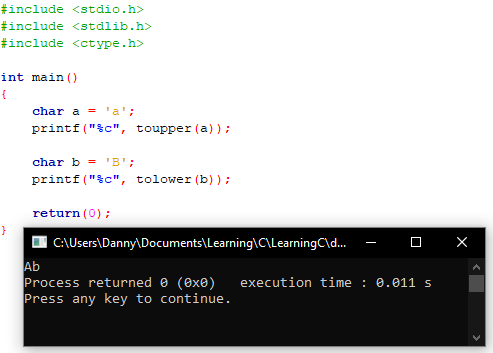 #include <stdio.h>
#include <stdlib.h>
#include <ctype.h>
int main()
{
    char a = 'a';
    printf("%c", toupper(a));
    char b = 'B';
    printf("%c", tolower(b));
    return(0);
}
C:\Users\Danny\Documents\Learning\C\LearningC\d...
Ab
Process returned 0 (0x0)   execution time : 0.011 s
Press any key to continue.